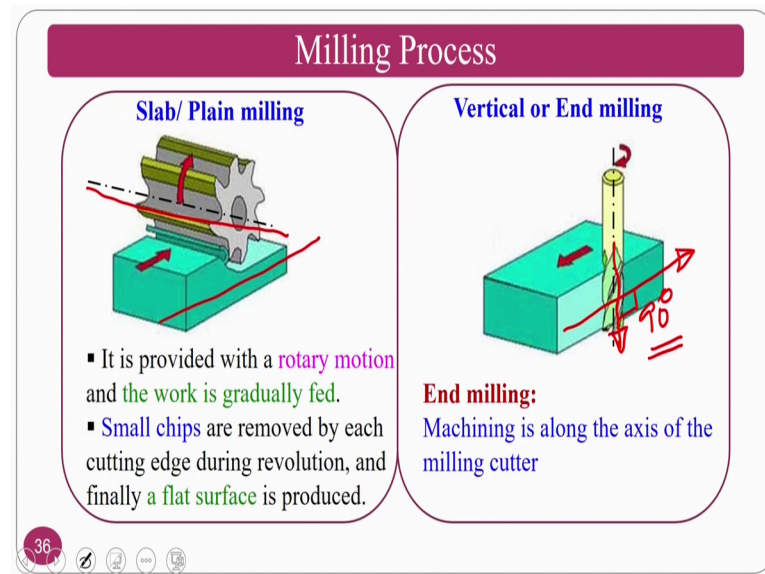 Milling Process
Slab/ Plain milling
▪ It is provided with a rotary motion
and the work is gradually fed.
▪ Small chips are removed by each
cutting edge during revolution, and
finally a flat surface is produced.
Vertical or End milling
90°
End milling:
Machining is along the axis of the
milling cutter
36